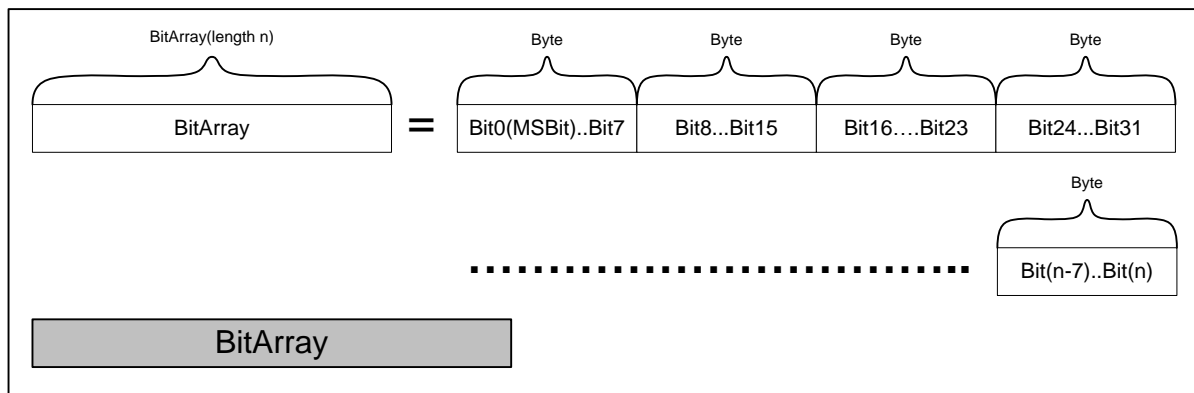 BitArray(length n)
Byte Byte Byte Byte
BitArray = Bit0(MSBit)..Bit7 Bit8...Bit15 Bit16....Bit23 Bit24...Bit31
Byte
Bit(n-7)..Bit(n)
BitArray